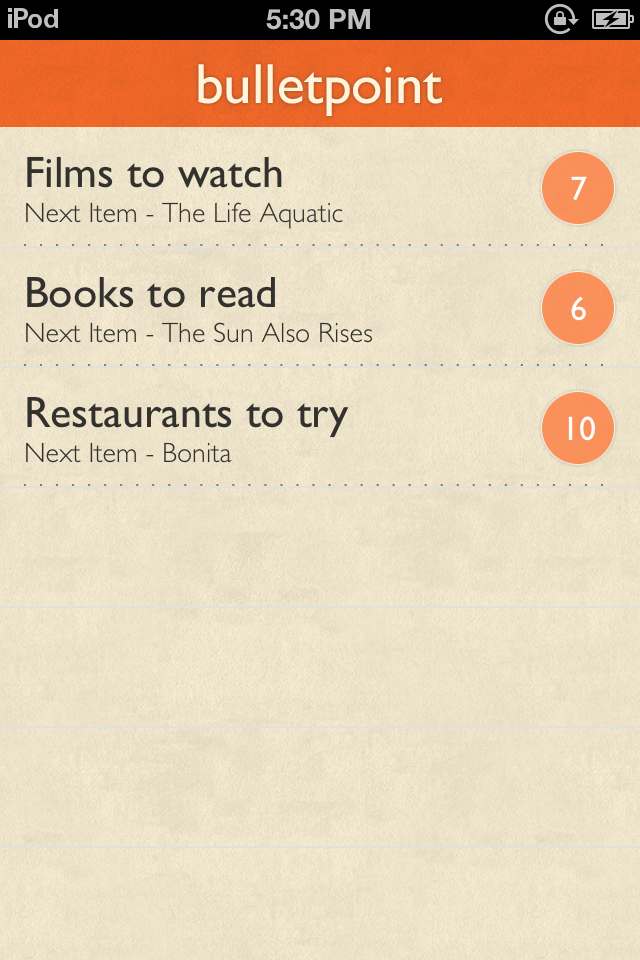 iPod 5:30 PM
bulletpoint
Films to watch
Next Item - The Life Aquatic
7
Books to read
Next Item - The Sun Also Rises
6
Restaurants to try
Next Item - Bonita
10